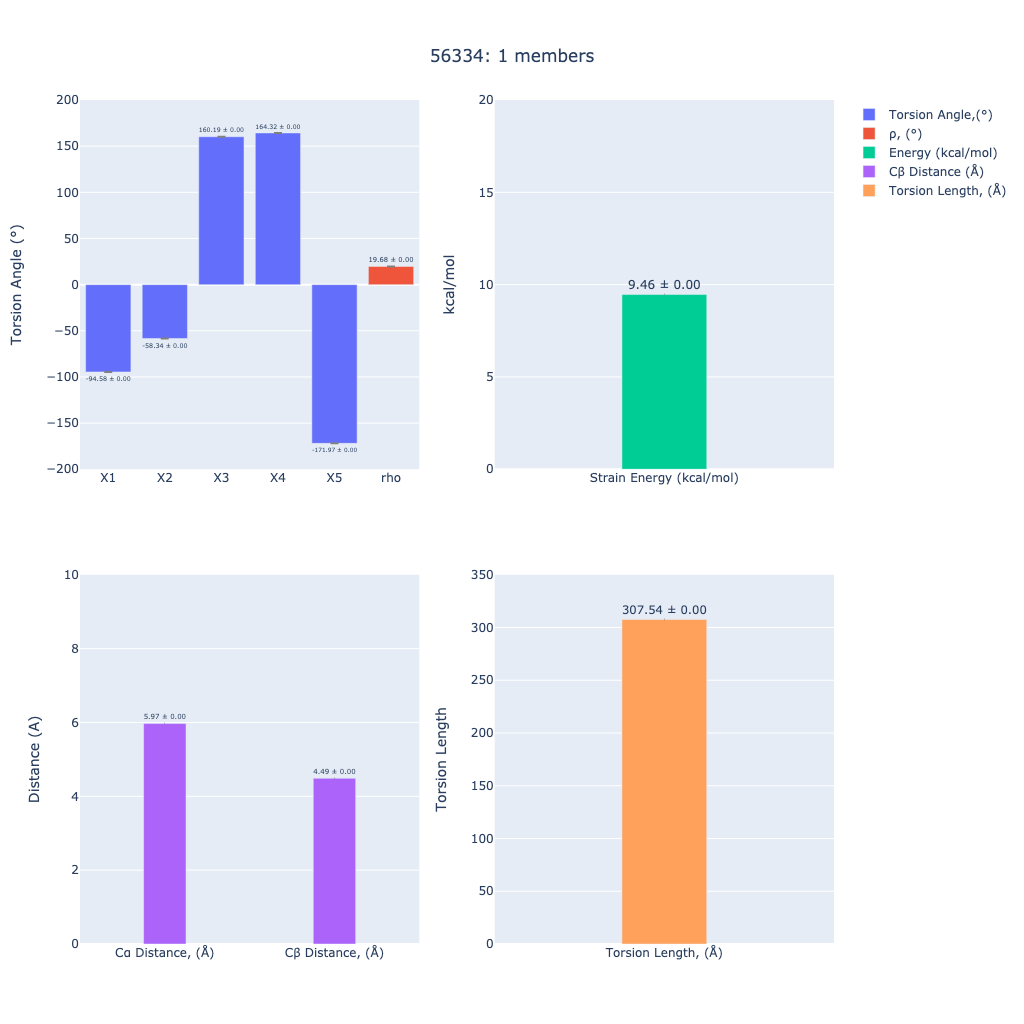 56334: 1 members
Torsion Angle (°)
200
150
100
50
0
−50
−100
−150
−200
-94.58 ± 0.00
-58.34 ± 0.00
160.19 ± 0.00
164.32 ± 0.00
-171.97 ± 0.00
19.68 ± 0.00
X1
X2
X3
X4
X5
rho
kcal/mol
20
15
10
5
0
9.46 ± 0.00
Strain Energy (kcal/mol)
Torsion Angle,(°)
ρ, (°)
Energy (kcal/mol)
Cβ Distance (Å)
Torsion Length, (Å)
Distance (A)
10
8
6
4
2
0
5.97 ± 0.00
4.49 ± 0.00
Cα Distance, (Å)
Cβ Distance, (Å)
Torsion Length
350
300
250
200
150
100
50
0
307.54 ± 0.00
Torsion Length, (Å)